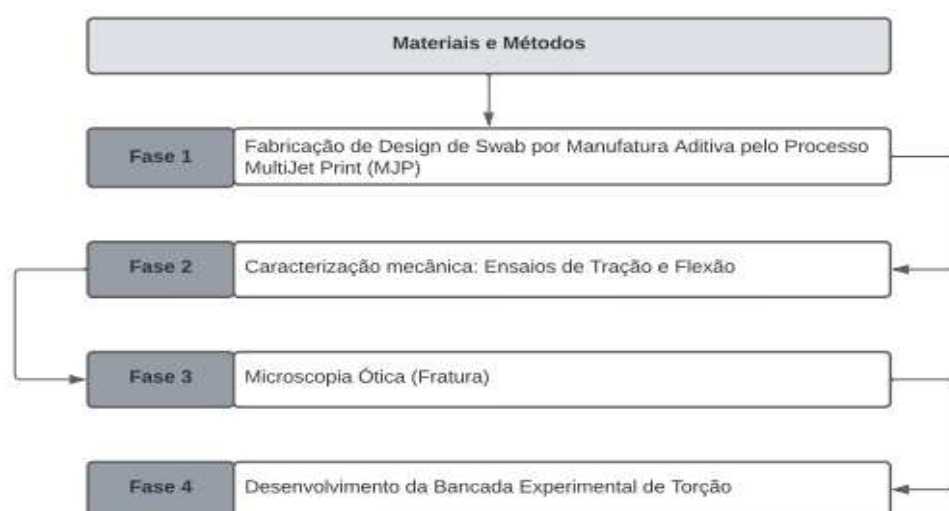 Materiais e Métodos
Fase 1
Fabricação de Design de Swab por Manufatura Aditiva pelo Processo
MultiJet Print (MJP)
Fase 2
Caracterização mecânica: Ensaios de Tração e Flexão
Fase 3
Microscopia Ótica (Fratura)
Fase 4
Desenvolvimento da Bancada Experimental de Torção